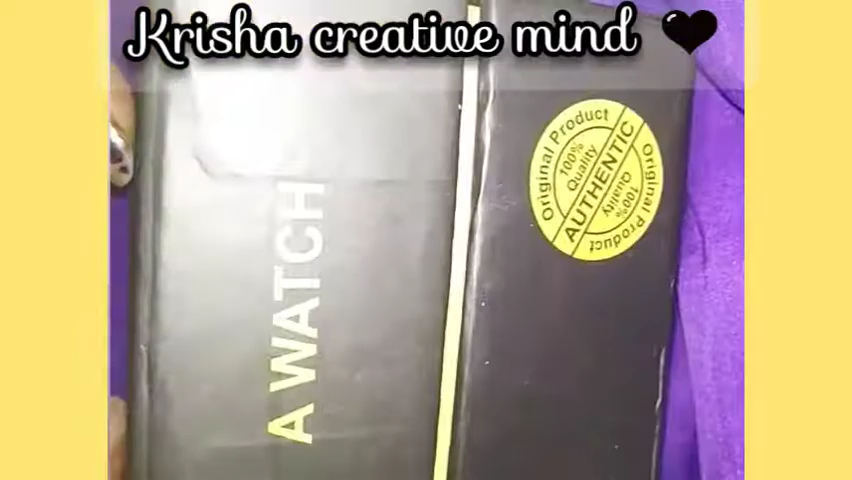 Krisha creative mind 🖤
A WATCH
Original Product
100%
Quality
AUTHENTIC
100%
Quality
Original Product